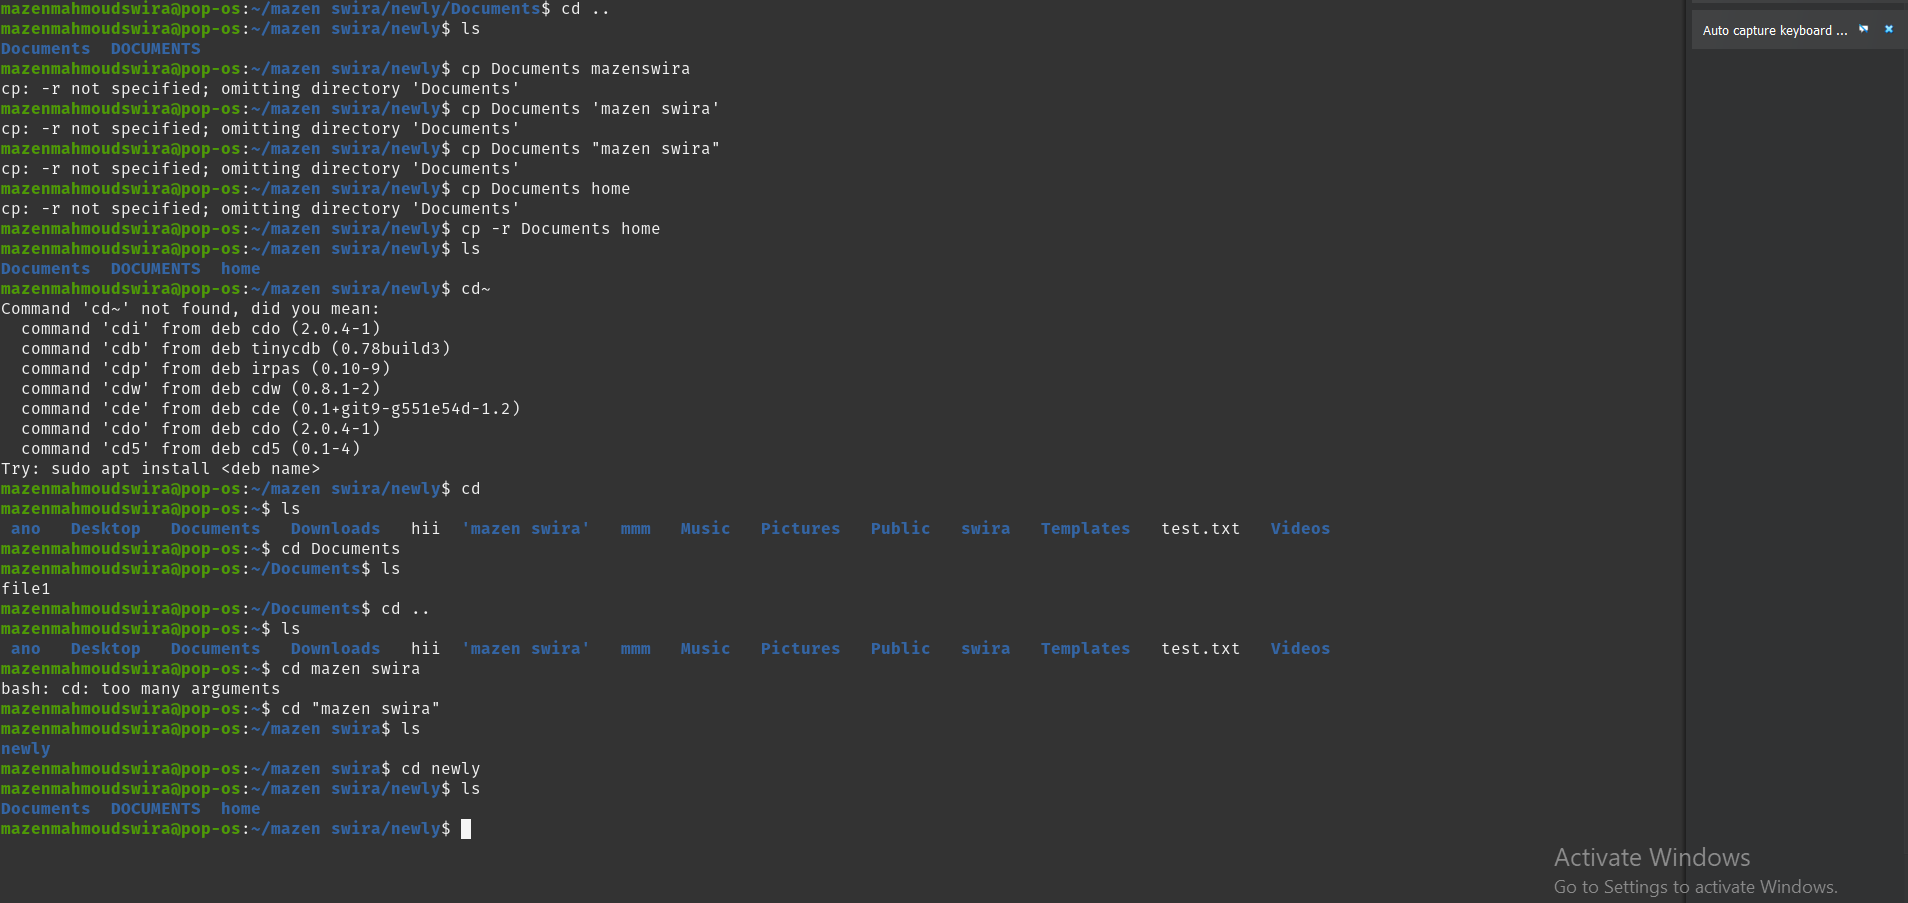 mazenmahmoudswira@pop-os:~/mazen swira/newly/Documents$ cd ..
mazenmahmoudswira@pop-os:~/mazen swira/newly$ ls
Documents  DOCUMENTS
mazenmahmoudswira@pop-os:~/mazen swira/newly$ cp Documents mazenswira
cp: -r not specified; omitting directory 'Documents'
mazenmahmoudswira@pop-os:~/mazen swira/newly$ cp Documents 'mazen swira'
cp: -r not specified; omitting directory 'Documents'
mazenmahmoudswira@pop-os:~/mazen swira/newly$ cp Documents "mazen swira"
cp: -r not specified; omitting directory 'Documents'
mazenmahmoudswira@pop-os:~/mazen swira/newly$ cp Documents home
cp: -r not specified; omitting directory 'Documents'
mazenmahmoudswira@pop-os:~/mazen swira/newly$ cp -r Documents home
mazenmahmoudswira@pop-os:~/mazen swira/newly$ ls
Documents  DOCUMENTS  home
mazenmahmoudswira@pop-os:~/mazen swira/newly$ cd~
Command 'cd~' not found, did you mean:
  command 'cdi' from deb cdo (2.0.4-1)
  command 'cdb' from deb tinycdb (0.78build3)
  command 'cdp' from deb irpas (0.10-9)
  command 'cdw' from deb cdw (0.8.1-2)
  command 'cde' from deb cde (0.1+git9-g551e54d-1.2)
  command 'cdo' from deb cdo (2.0.4-1)
  command 'cd5' from deb cd5 (0.1-4)
Try: sudo apt install <deb name>
mazenmahmoudswira@pop-os:~/mazen swira/newly$ cd
mazenmahmoudswira@pop-os:~$ ls
 ano   Desktop   Documents   Downloads   hii  'mazen swira'   mmm   Music   Pictures   Public   swira   Templates   test.txt   Videos
mazenmahmoudswira@pop-os:~$ cd Documents
mazenmahmoudswira@pop-os:~/Documents$ ls
file1
mazenmahmoudswira@pop-os:~/Documents$ cd ..
mazenmahmoudswira@pop-os:~$ ls
 ano   Desktop   Documents   Downloads   hii  'mazen swira'   mmm   Music   Pictures   Public   swira   Templates   test.txt   Videos
mazenmahmoudswira@pop-os:~$ cd mazen swira
bash: cd: too many arguments
mazenmahmoudswira@pop-os:~$ cd "mazen swira"
mazenmahmoudswira@pop-os:~/mazen swira$ ls
newly
mazenmahmoudswira@pop-os:~/mazen swira$ cd newly
mazenmahmoudswira@pop-os:~/mazen swira/newly$ ls
Documents  DOCUMENTS  home
mazenmahmoudswira@pop-os:~/mazen swira/newly$
Auto capture keyboard ...
Activate Windows
Go to Settings to activate Windows.